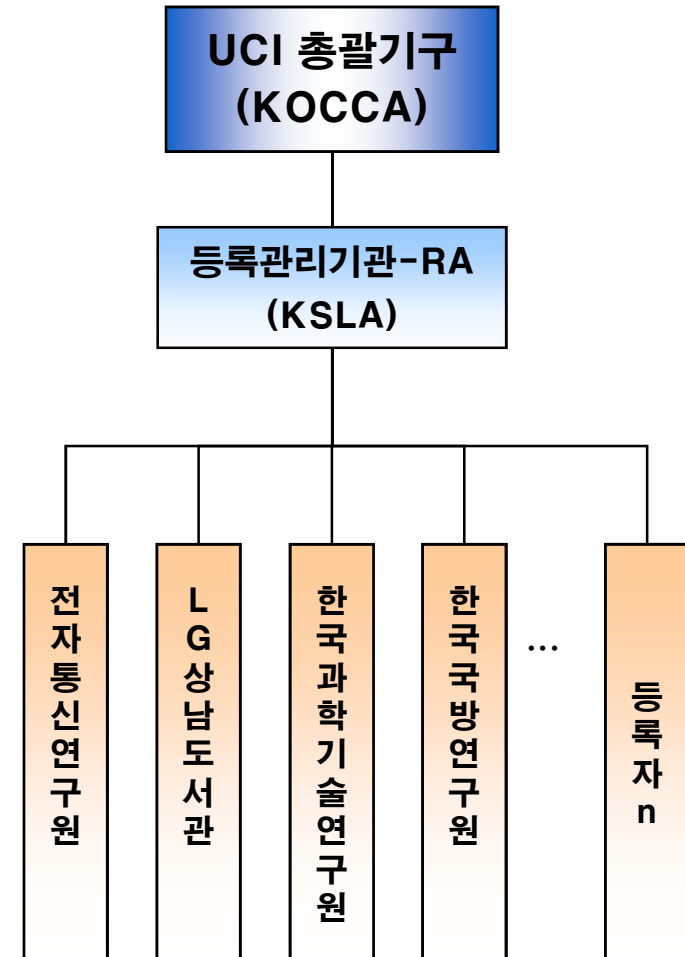 UCI 총괄기구
(KOCCA)
등록관리기관-RA
(KSLA)
전자통신연구원
LG상남도서관
한국과학기술연구원
한국국방연구원
...
등록자n